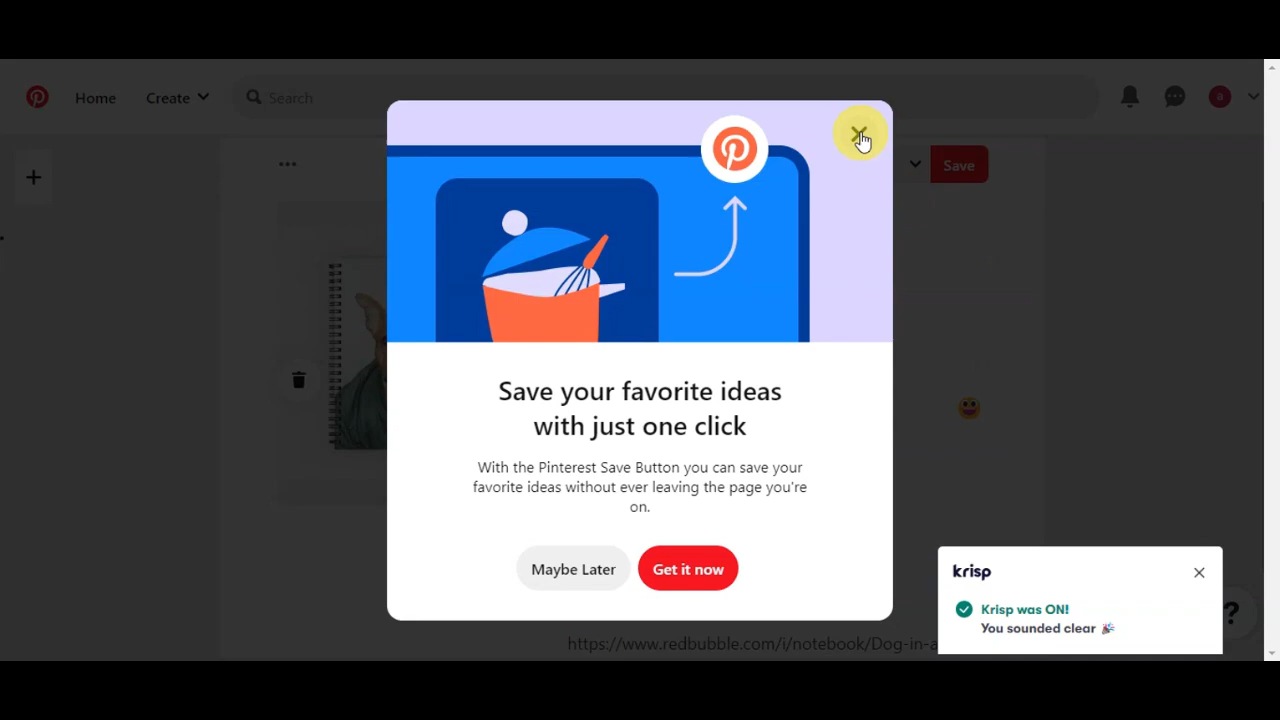 Home
Create
Search
a
Save
Save your favorite ideas
with just one click
With the Pinterest Save Button you can save your
favorite ideas without ever leaving the page you're
on.
Maybe Later
Get it now
krisp
Krisp was ON!
You sounded clear 🎉
?
https://www.redbubble.com/i/notebook/Dog-in-a